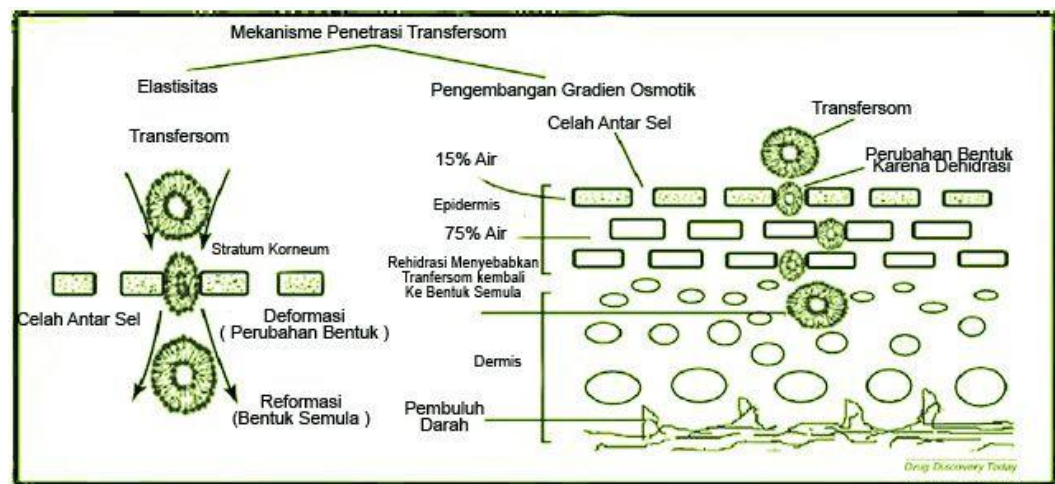 Mekanisme Penetrasi Transfersom
Elastisitas
Transfersom
Stratum Korneum
Celah Antar Sel
Deformasi
( Perubahan Bentuk )
Reformasi
(Bentuk Semula )
Pengembangan Gradien Osmotik
Celah Antar Sel
Transfersom
15% Air
Perubahan Bentuk
Karena Dehidrasi
Epidermis
75% Air
Rehidrasi Menyebabkan
Tranfersom kembali
Ke Bentuk Semula
Dermis
Pembuluh
Darah
Drug Discovery Today